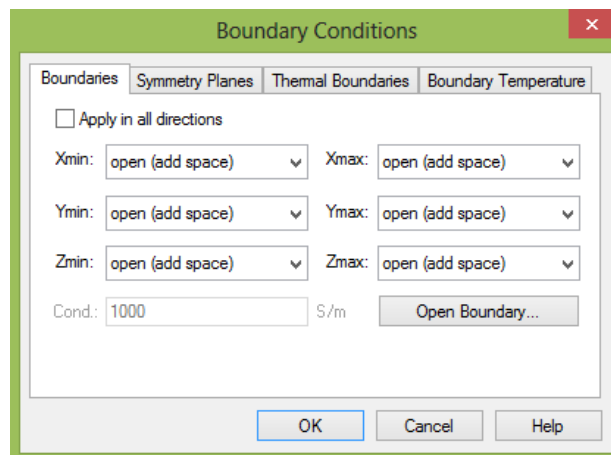 Boundary Conditions
Boundaries Symmetry Planes Thermal Boundaries Boundary Temperature
Apply in all directions
Xmin: open (add space) Xmax: open (add space)
Ymin: open (add space) Ymax: open (add space)
Zmin: open (add space) Zmax: open (add space)
Cond.: 1000 S/m Open Boundary...
OK Cancel Help